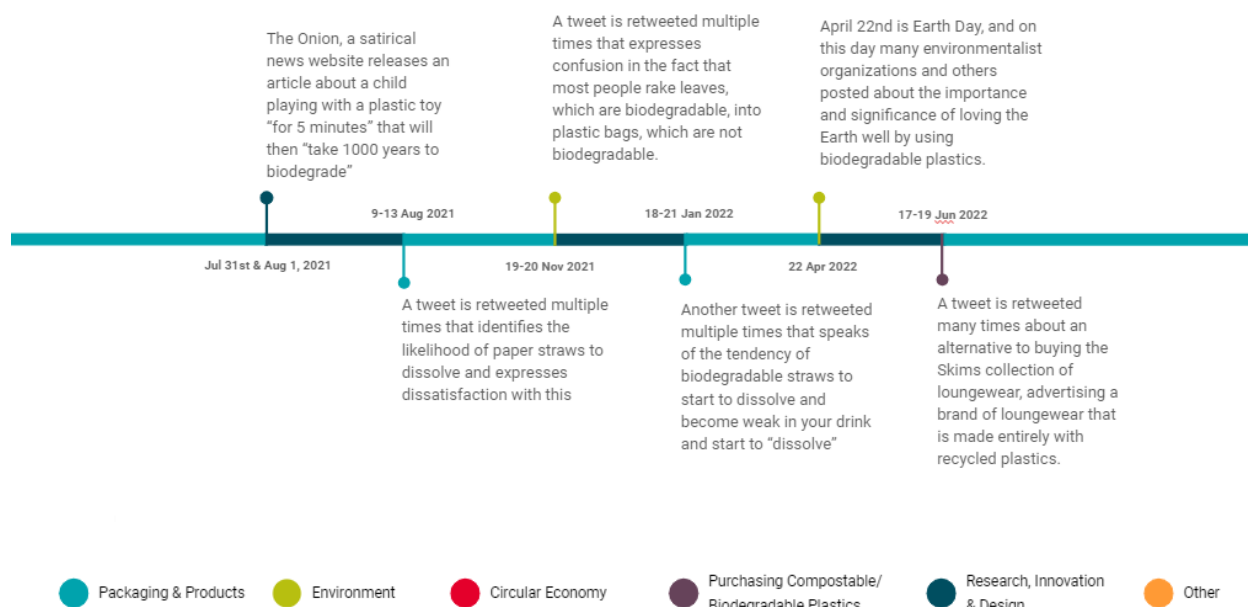 The Onion, a satirical
news website releases an
article about a child
playing with a plastic toy
“for 5 minutes” that will
then “take 1000 years to
biodegrade”
A tweet is retweeted multiple
times that expresses
confusion in the fact that
most people rake leaves,
which are biodegradable, into
plastic bags, which are not
biodegradable.
April 22nd is Earth Day, and on
this day many environmentalist
organizations and others
posted about the importance
and significance of loving the
Earth well by using
biodegradable plastics.
9-13 Aug 2021
18-21 Jan 2022
17-19 Jun 2022
Jul 31st & Aug 1, 2021
19-20 Nov 2021
22 Apr 2022
A tweet is retweeted multiple
times that identifies the
likelihood of paper straws to
dissolve and expresses
dissatisfaction with this
Another tweet is retweeted
multiple times that speaks
of the tendency of
biodegradable straws to
start to dissolve and
become weak in your drink
and start to “dissolve”
A tweet is retweeted
many times about an
alternative to buying the
Skims collection of
loungewear, advertising a
brand of loungewear that
is made entirely with
recycled plastics.
Packaging & Products
Environment
Circular Economy
Purchasing Compostable/
Biodegradable Plastics
Research, Innovation
& Design
Other